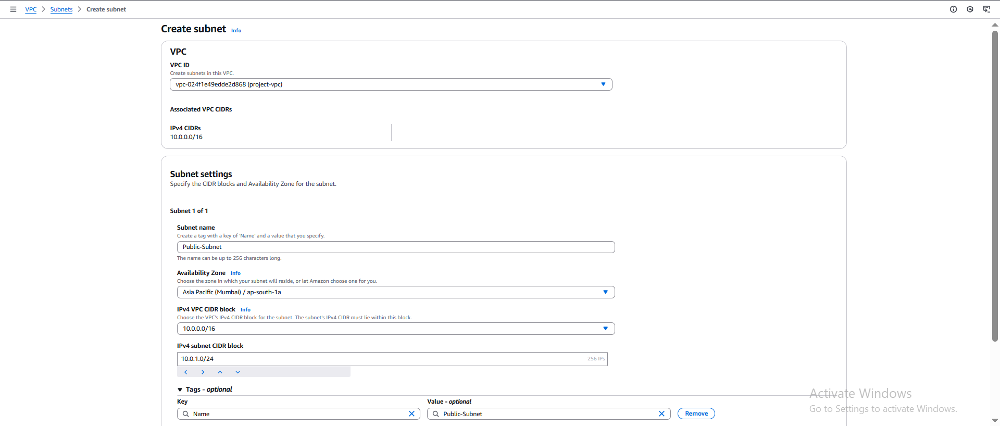 VPC > Subnets > Create subnet
Create subnet Info
VPC
VPC ID
Create subnets in this VPC.
vpc-024f1e49edde2d868 (project-vpc)
Associated VPC CIDRs
IPv4 CIDRs
10.0.0.0/16
Subnet settings
Specify the CIDR blocks and Availability Zone for the subnet.
Subnet 1 of 1
Subnet name
Create a tag with a key of 'Name' and a value that you specify.
Public-Subnet
The name can be up to 256 characters long.
Availability Zone Info
Choose the zone in which your subnet will reside, or let Amazon choose one for you.
Asia Pacific (Mumbai) / ap-south-1a
IPv4 VPC CIDR block Info
Choose the VPC's IPv4 CIDR block for the subnet. The subnet's IPv4 CIDR must lie within this block.
10.0.0.0/16
IPv4 subnet CIDR block
10.0.1.0/24 256 IPs
Tags - optional
Key Value - optional
Name Public-Subnet Remove
Activate Windows
Go to Settings to activate Windows.